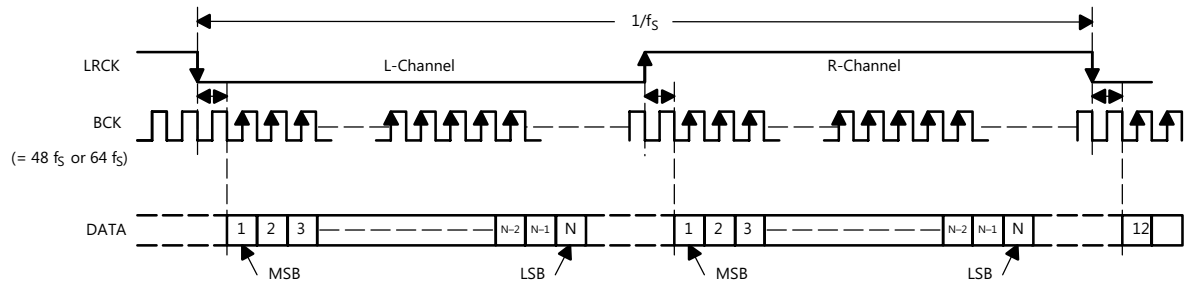 1/fS
LRCK
L-Channel
R-Channel
BCK
(= 48 fS or 64 fS)
DATA
1 2 3 N–2 N–1 N 1 2 3 N–2 N–1 N 12
MSB LSB MSB LSB